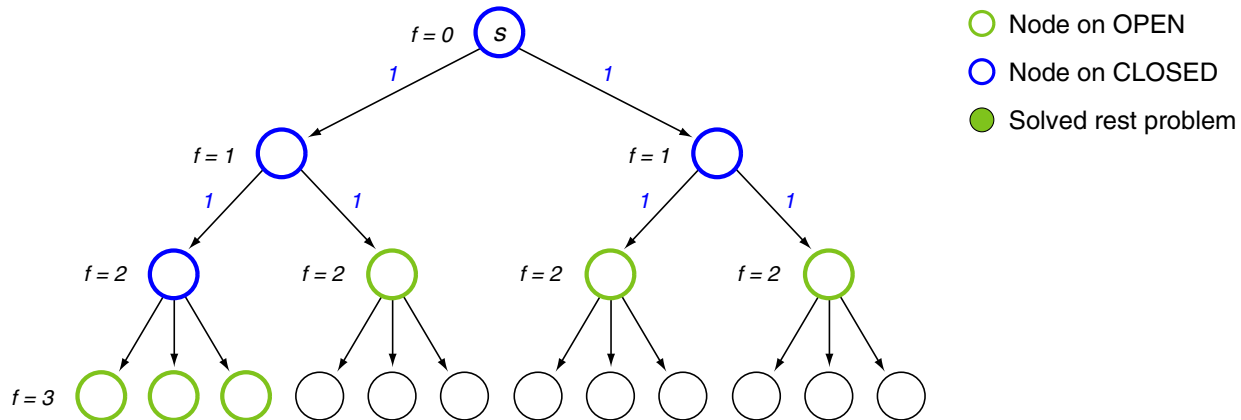 f = 0
s
Node on OPEN
1
1
Node on CLOSED
Solved rest problem
f = 1
f = 1
1
1
1
1
f = 2
f = 2
f = 2
f = 2
f = 3